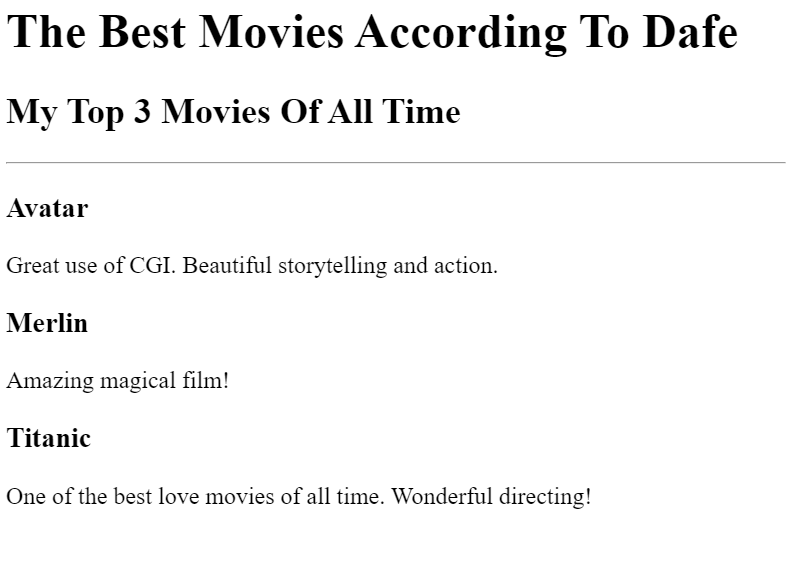 The Best Movies According To Dafe
My Top 3 Movies Of All Time
Avatar
Great use of CGI. Beautiful storytelling and action.
Merlin
Amazing magical film!
Titanic
One of the best love movies of all time. Wonderful directing!